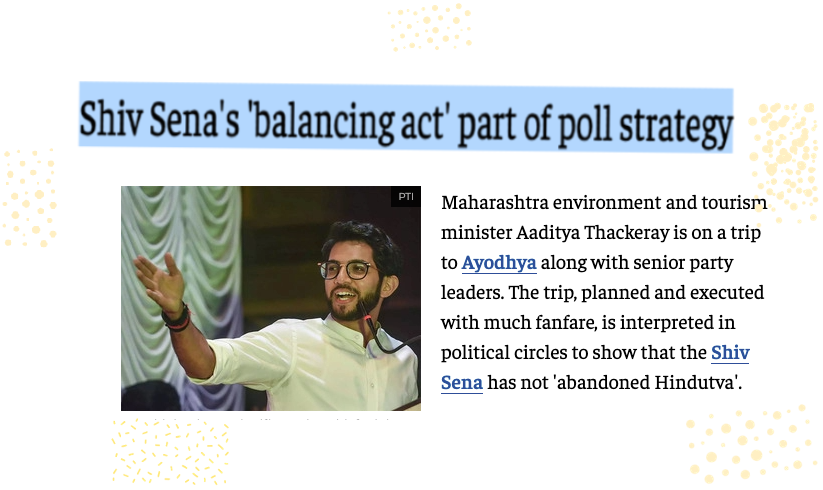 Shiv Sena's 'balancing act' part of poll strategy
PTI
Maharashtra environment and tourism
minister Aaditya Thackeray is on a trip
to Ayodhya along with senior party
leaders. The trip, planned and executed
with much fanfare, is interpreted in
political circles to show that the Shiv
Sena has not 'abandoned Hindutva'.